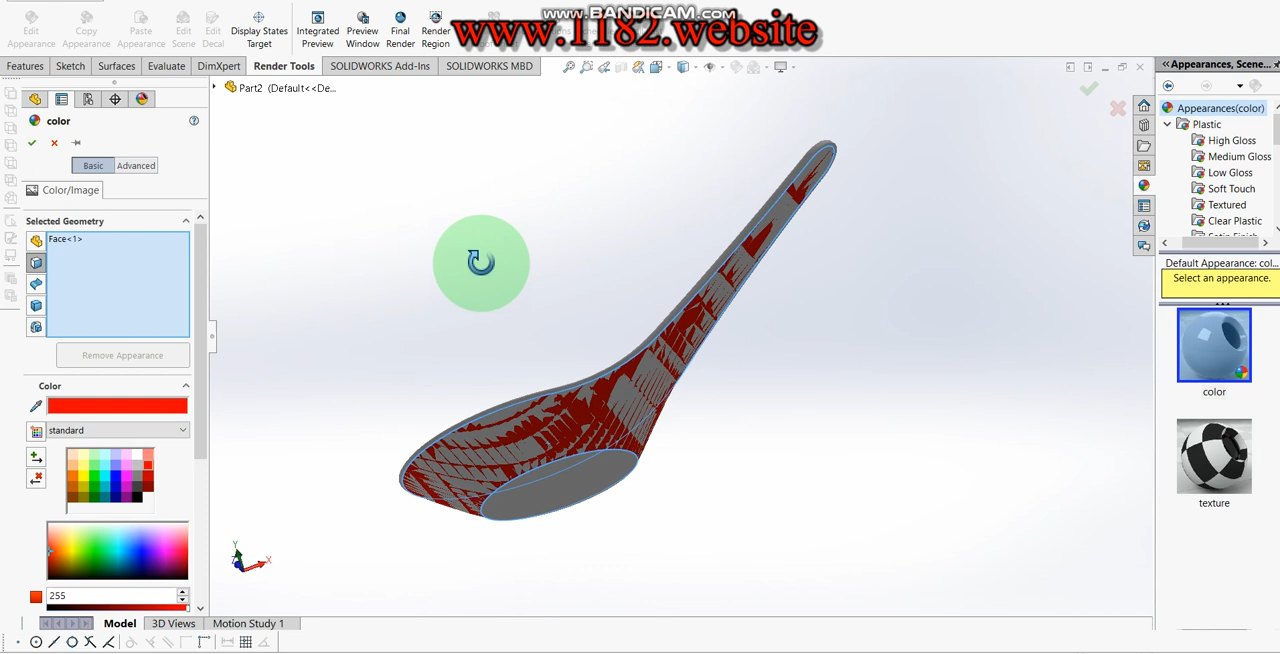 www.BANDICAM.com
www.1182.website
Edit Appearance
Copy Appearance
Paste Appearance
Edit Scene
Edit Decal
Display States Target
Integrated Preview
Preview Window
Final Render
Render Region
Features
Sketch
Surfaces
Evaluate
DimXpert
Render Tools
SOLIDWORKS Add-Ins
SOLIDWORKS MBD
Part2 (Default<<De...
color
Basic
Advanced
Color/Image
Selected Geometry
Face<1>
Remove Appearance
Color
standard
255
Y
X
Model
3D Views
Motion Study 1
Appearances, Scene...
Appearances(color)
Plastic
High Gloss
Medium Gloss
Low Gloss
Soft Touch
Textured
Clear Plastic
Default Appearance: col...
Select an appearance.
color
texture